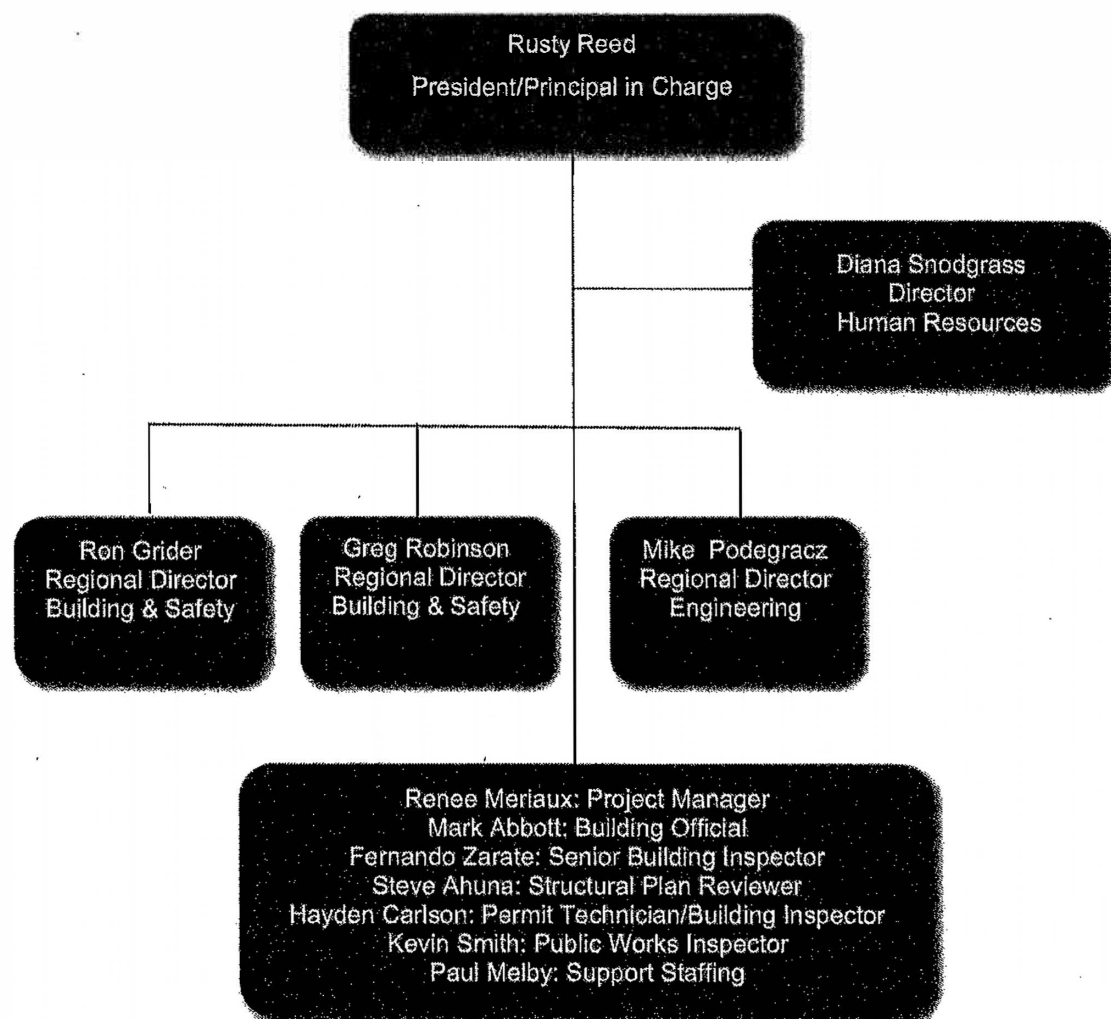 Rusty Reed
President/Principal in Charge
Diana Snodgrass
Director
Human Resources
Ron Grider
Regional Director
Building & Safety
Greg Robinson
Regional Director
Building & Safety
Mike Podegracz
Regional Director
Engineering
Renee Meriaux: Project Manager
Mark Abbott: Building Official
Fernando Zarate: Senior Building Inspector
Steve Ahuna: Structural Plan Reviewer
Hayden Carlson: Permit Technician/Building Inspector
Kevin Smith: Public Works Inspector
Paul Melby: Support Staffing